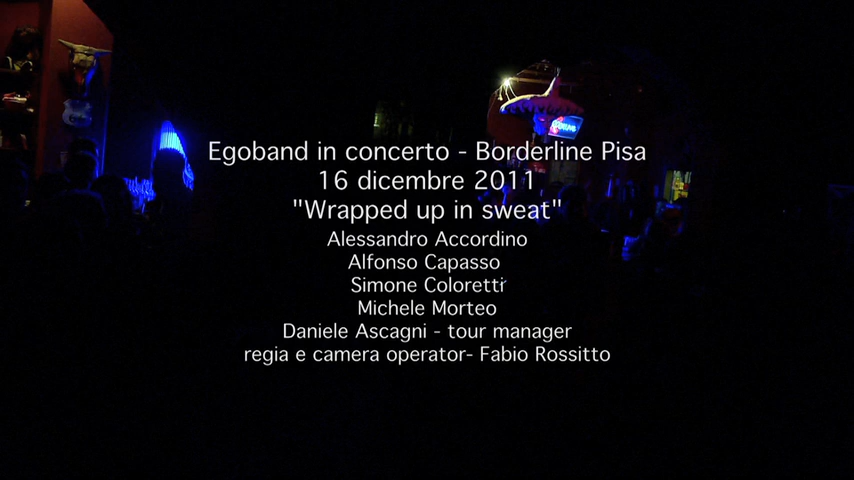 Egoband in concerto - Borderline Pisa
16 dicembre 2011
"Wrapped up in sweat"
Alessandro Accordino
Alfonso Capasso
Simone Coloretti
Michele Morteo
Daniele Ascagni - tour manager
regia e camera operator- Fabio Rossitto